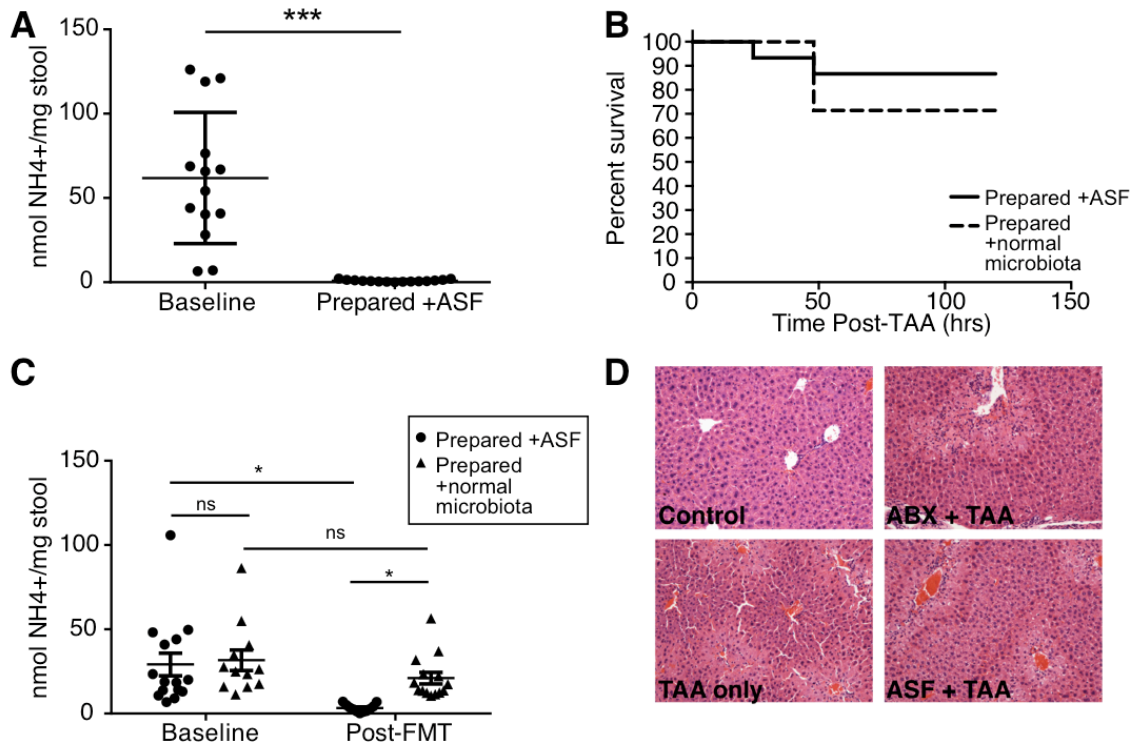 A
nmol NH4+/mg stool
150
100
50
0
***
Baseline
Prepared +ASF
B
Percent survival
100
90
80
70
60
50
40
30
20
10
0
0
50
100
150
Time Post-TAA (hrs)
Prepared +ASF
Prepared
+normal
microbiota
C
nmol NH4+/mg stool
150
100
50
0
Prepared +ASF
Prepared
+normal
microbiota
*
ns
ns
*
Baseline
Post-FMT
D
Control
ABX + TAA
TAA only
ASF + TAA